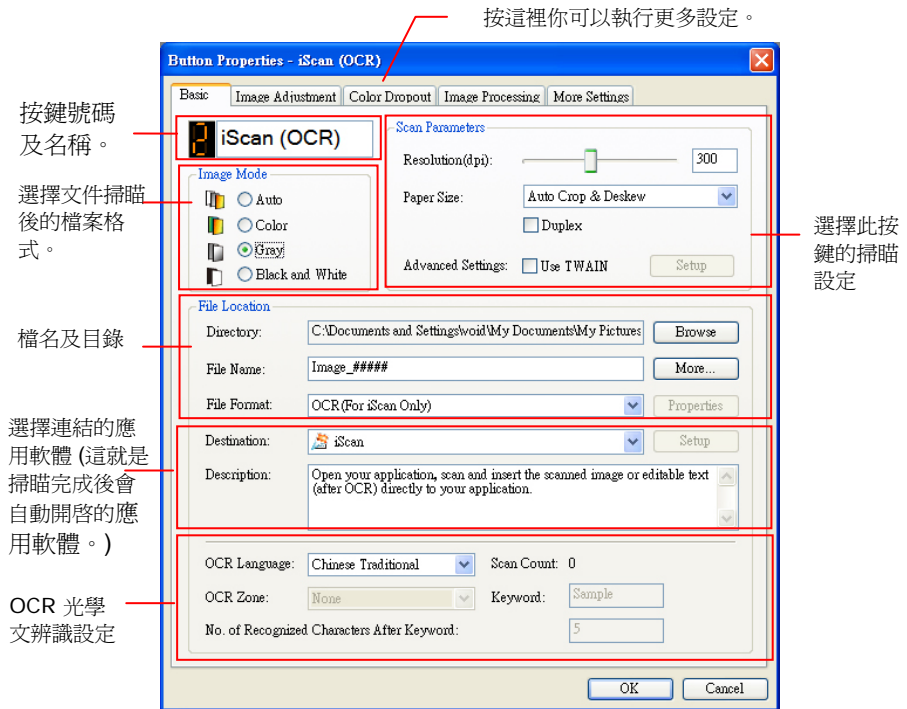 按這裡你可以執行更多設定。
Button Properties - iScan (OCR)
Basic Image Adjustment Color Dropout Image Processing More Settings
按鍵號碼
及名稱。
2 iScan (OCR)
Image Mode
Auto
Color
Gray
Black and White
選擇文件掃瞄
後的檔案格
式。
Scan Parameters
Resolution(dpi): 300
Paper Size: Auto Crop & Deskew
Duplex
Advanced Settings: Use TWAIN Setup
選擇此按
鍵的掃瞄
設定
檔名及目錄
File Location
Directory: C:\Documents and Settings\void\My Documents\My Pictures Browse
File Name: Image_##### More...
File Format: OCR(For iScan Only) Properties
選擇連結的應
用軟體 (這就是
掃瞄完成後會
自動開啓的應
用軟體。)
Destination: iScan Setup
Description: Open your application, scan and insert the scanned image or editable text
(after OCR) directly to your application.
OCR 光學
文辨識設定
OCR Language: Chinese Traditional Scan Count: 0
OCR Zone: None Keyword: Sample
No. of Recognized Characters After Keyword: 5
OK Cancel